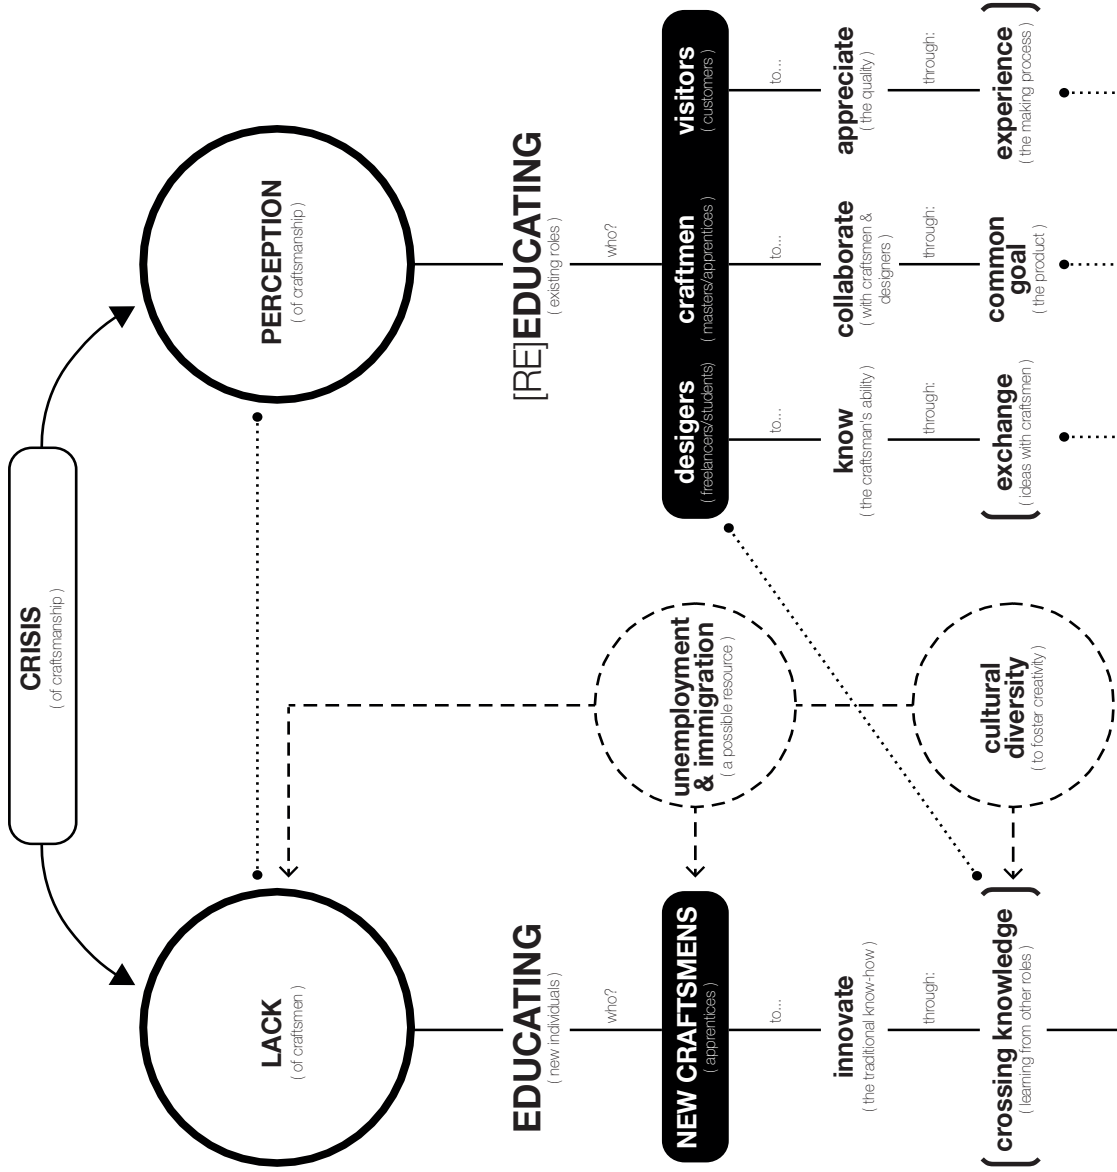 CRISIS
( of craftsmanship )
LACK
( of craftsmen )
PERCEPTION
( of craftsmanship )
EDUCATING
( new individuals )
[RE]EDUCATING
( existing roles )
who?
who?
NEW CRAFTSMENS
( apprentices )
unemployment
& immigration
( a possible resource )
desigers
( freelancers/students)
craftmen
( masters/apprentices )
visitors
( customers )
to...
to...
to...
to...
innovate
( the traditional know-how )
know
( the craftsman's ability )
collaborate
( with craftsmen &
designers )
appreciate
( the quality )
through:
through:
through:
through:
crossing knowledge
( learning from other roles )
cultural
diversity
( to foster creativity )
exchange
( ideas with craftsmen )
common
goal
( the product )
experience
( the making process )